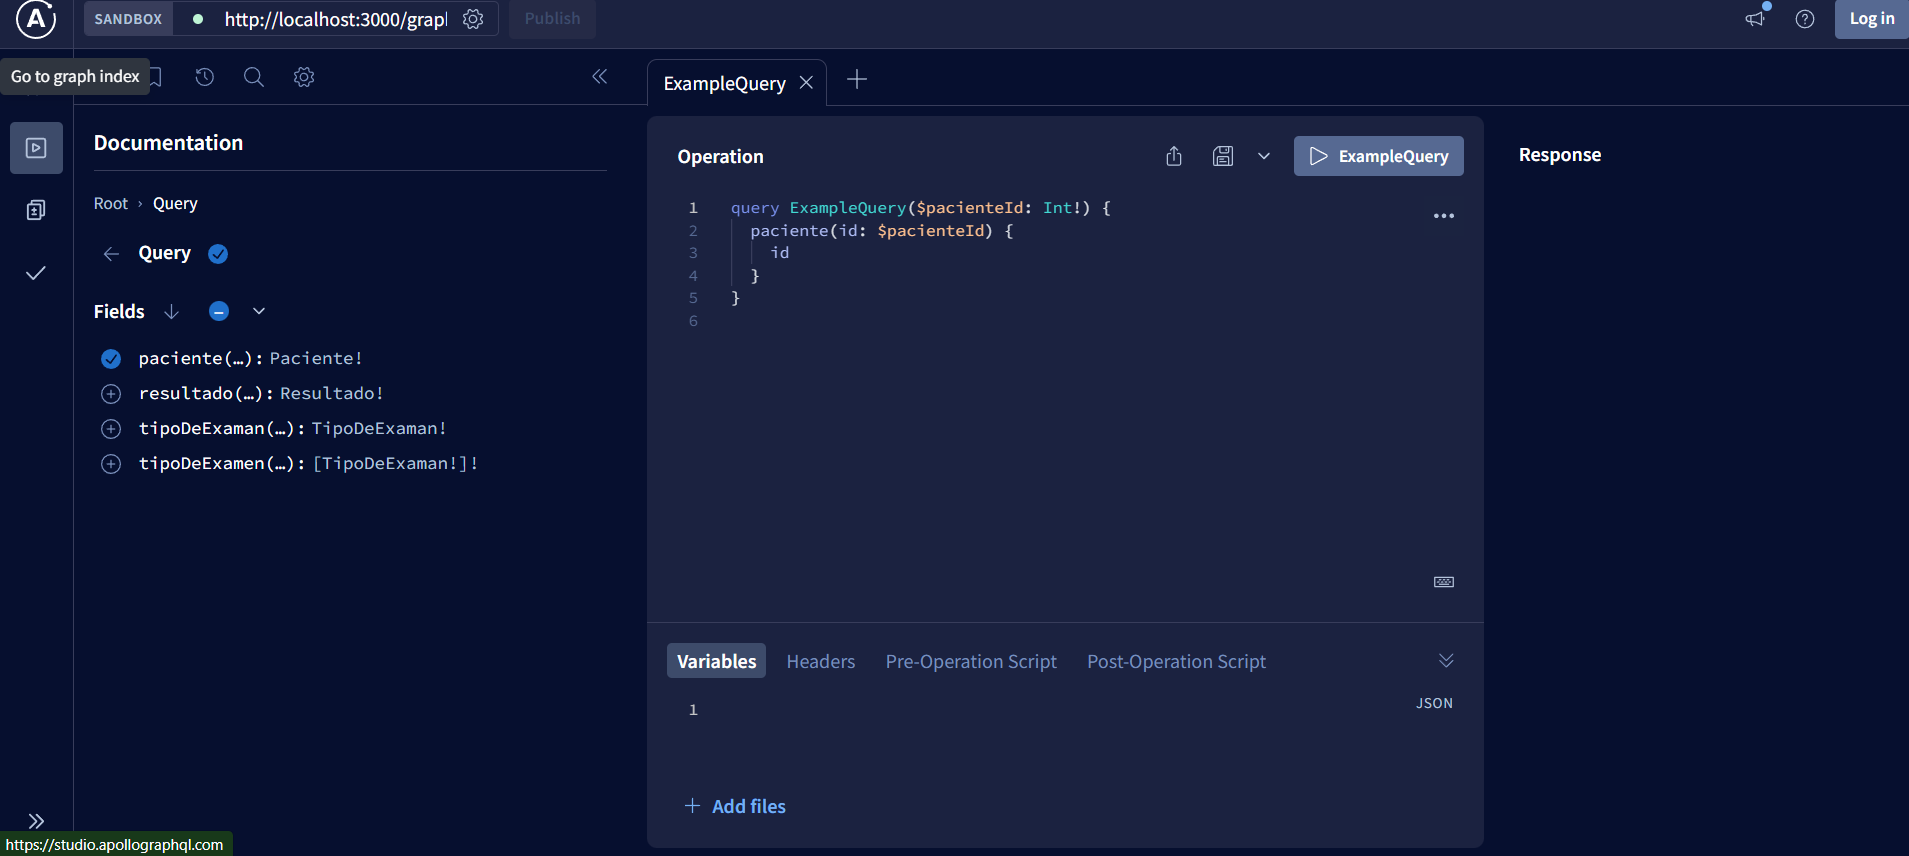 SANDBOX
http://localhost:3000/grapl
Publish
Log in
Go to graph index
Documentation
Root › Query
Query
Fields
paciente(…): Paciente!
resultado(…): Resultado!
tipoDeExaman(…): TipoDeExaman!
tipoDeExamen(…): [TipoDeExaman!]!
https://studio.apollographql.com
ExampleQuery
Operation
ExampleQuery
1 query ExampleQuery($pacienteId: Int!) {
2 paciente(id: $pacienteId) {
3 id
4 }
5 }
6
Variables Headers Pre-Operation Script Post-Operation Script
1
JSON
Add files
Response